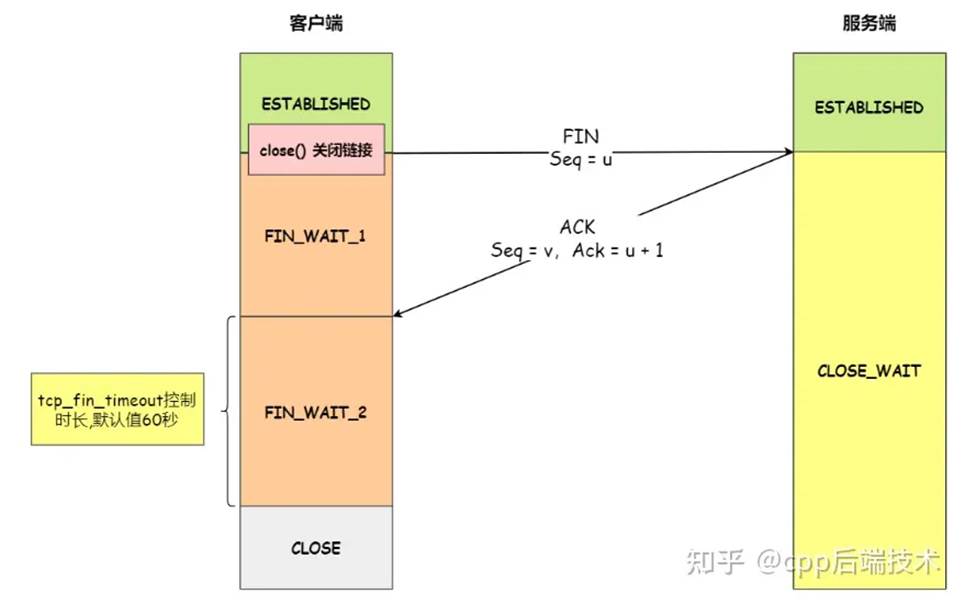 客户端
服务端
ESTABLISHED
ESTABLISHED
close() 关闭链接
FIN
Seq = u
FIN_WAIT_1
ACK
Seq = v, Ack = u + 1
CLOSE_WAIT
tcp_fin_timeout控制
时长,默认值60秒
FIN_WAIT_2
CLOSE
知乎 @cpp后端技术